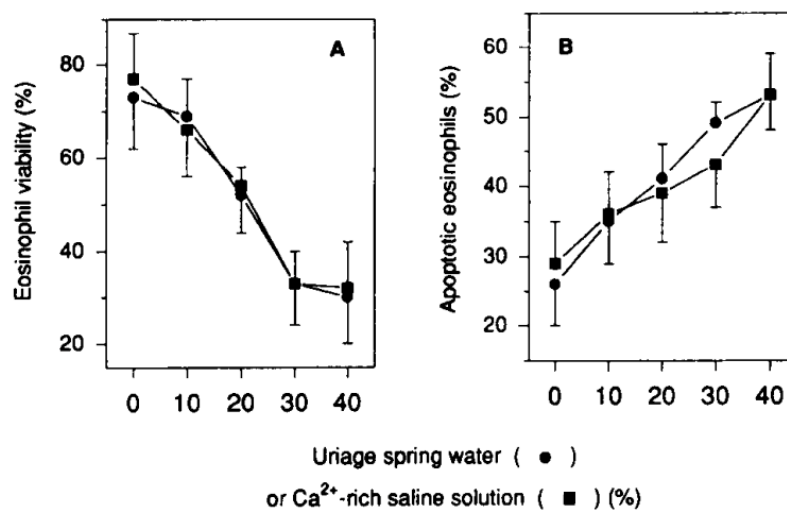 A
B
Eosinophil viability (%)
80
60
40
20
0 10 20 30 40
Apoptotic eosinophils (%)
60
50
40
30
20
0 10 20 30 40
Uriage spring water ( ● )
or Ca²⁺-rich saline solution ( ■ ) (%)